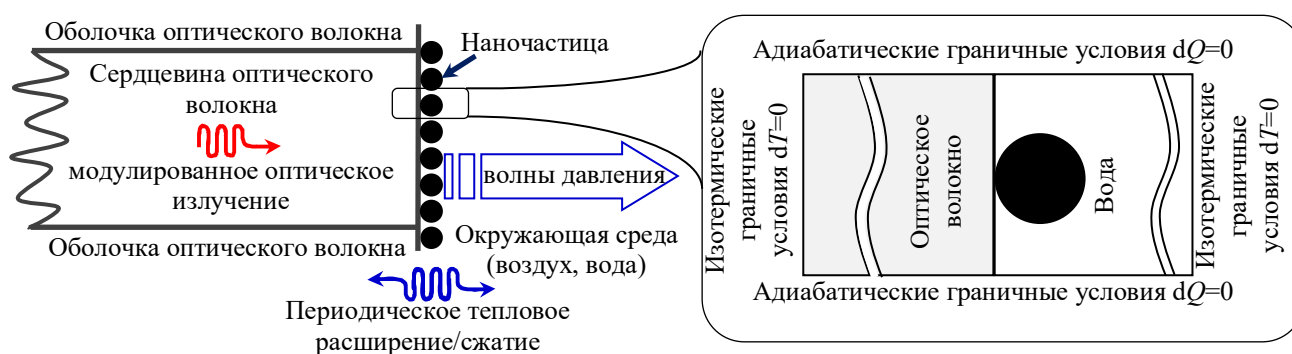 Оболочка оптического волокна
Наночастица
Сердцевина оптического
волокна
модулированное оптическое
излучение
волны давления
Оболочка оптического волокна
Окружающая среда
(воздух, вода)
Периодическое тепловое
расширение/сжатие
Адиабатические граничные условия dQ=0
Изотермические
граничные
условия dT=0
Оптическое
волокно
Вода
Изотермические
граничные
условия dT=0
Адиабатические граничные условия dQ=0